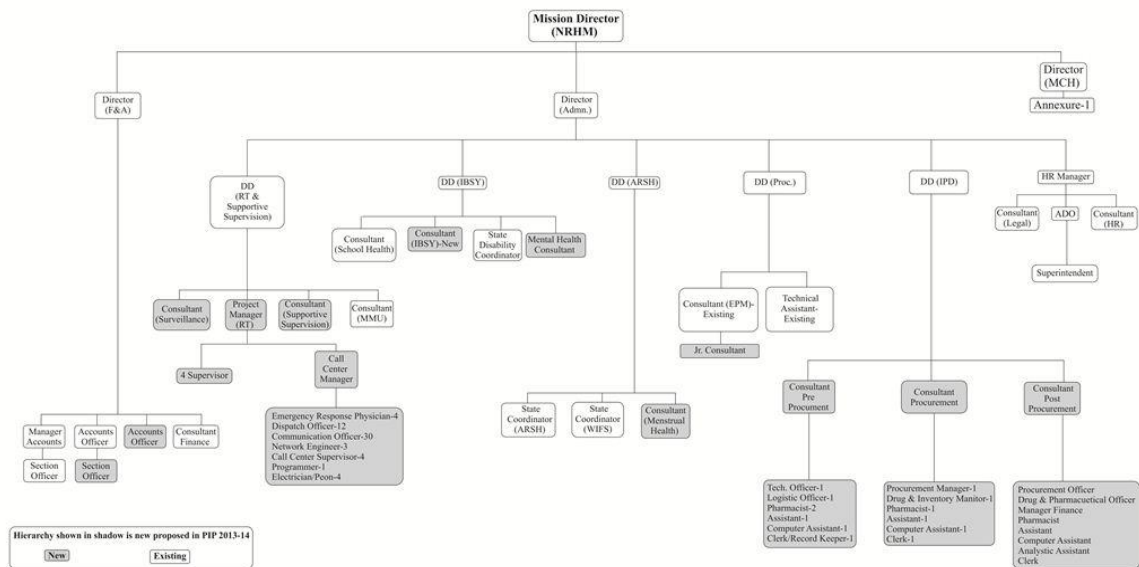 Mission Director
(NRHM)
Director
(F&A)
Director
(Admn.)
Director
(MCH)
Annexure-1
DD
(RT &
Supportive
Supervision)
DD (IBSY)
DD (ARSH)
DD (Proc.)
DD (IPD)
HR Manager
Consultant
(School Health)
Consultant
(IBSY)-New
State
Disability
Coordinator
Mental Health
Consultant
Consultant
(Legal)
ADO
Consultant
(HR)
Superintendent
Consultant
(Surveillance)
Project
Manager
(RT)
Consultant
(Supportive
Supervision)
Consultant
(MMU)
Consultant (EPM)-
Existing
Technical
Assistant-
Existing
Jr. Consultant
4 Supervisor
Call
Center
Manager
Emergency Response Physician-4
Dispatch Officer-12
Communication Officer-30
Network Engineer-3
Call Center Supervisor-4
Programmer-1
Electrician/Peon-4
State
Coordinator
(ARSH)
State
Coordinator
(WIFS)
Consultant
(Menstrual
Health)
Consultant
Pre
Procument
Consultant
Procurement
Consultant
Post
Procurement
Manager
Accounts
Accounts
Officer
Accounts
Officer
Consultant
Finance
Section
Officer
Section
Officer
Tech. Officer-1
Logistic Officer-1
Pharmacist-2
Assistant-1
Computer Assistant-1
Clerk/Record Keeper-1
Procurement Manager-1
Drug & Inventory Manitor-1
Pharmacist-1
Assistant-1
Computer Assistant-1
Clerk-1
Procurement Officer
Drug & Pharmacuetical Officer
Manager Finance
Pharmacist
Assistant
Computer Assistant
Analystic Assistant
Clerk
Hierarchy shown in shadow is new proposed in PIP 2013-14
New
Existing